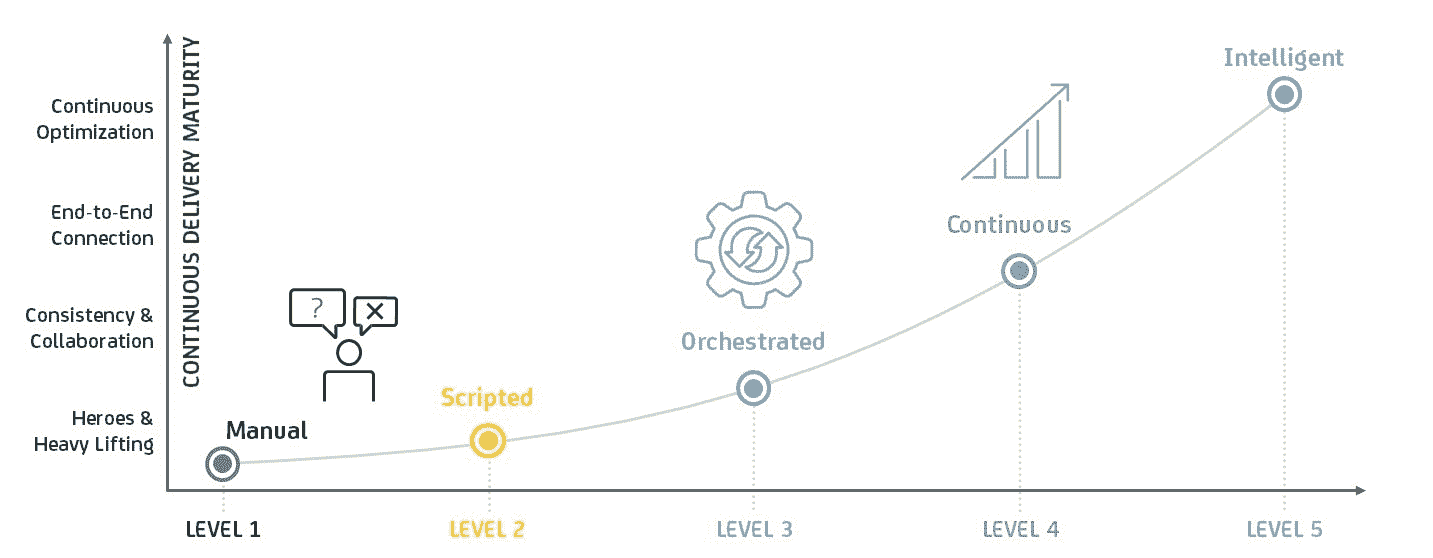 CONTINUOUS DELIVERY MATURITY
Continuous
Optimization
End-to-End
Connection
Consistency &
Collaboration
Heroes &
Heavy Lifting
?
Manual
Scripted
Orchestrated
Continuous
Intelligent
LEVEL 1
LEVEL 2
LEVEL 3
LEVEL 4
LEVEL 5